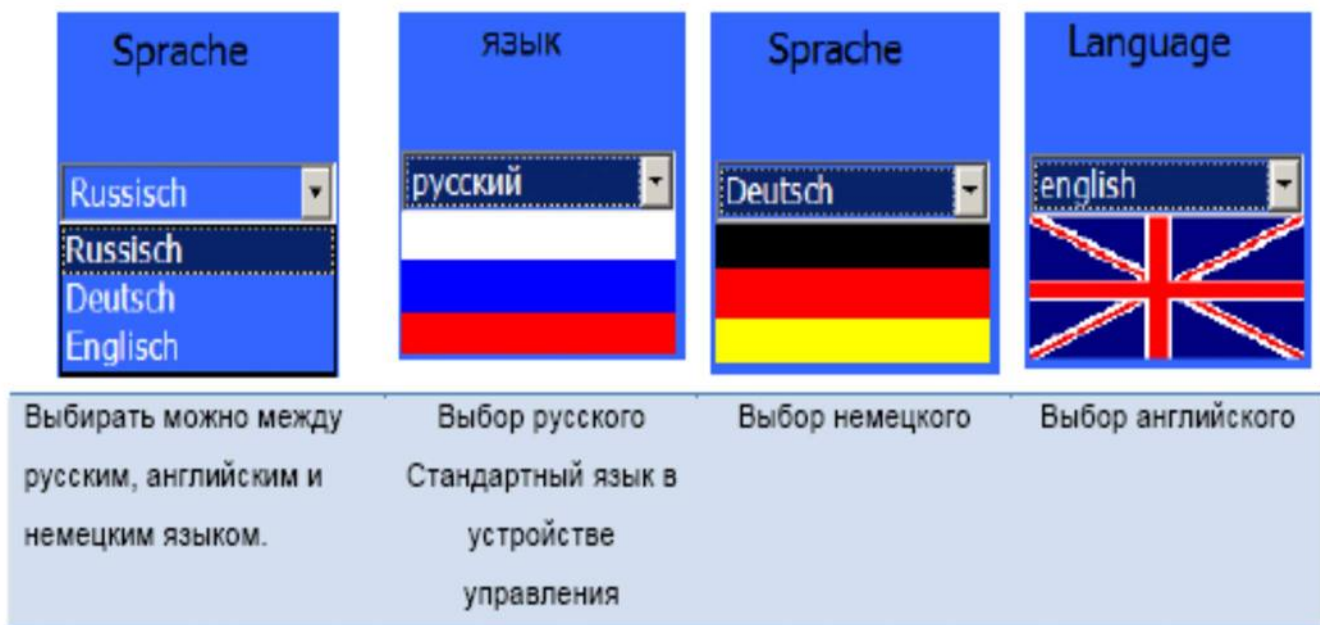 Sprache
Russisch
Russisch
Deutsch
Englisch
язык
русский
Sprache
Deutsch
Language
english
Выбирать можно между
русским, английским и
немецким языком.
Выбор русского
Стандартный язык в
устройстве
управления
Выбор немецкого
Выбор английского